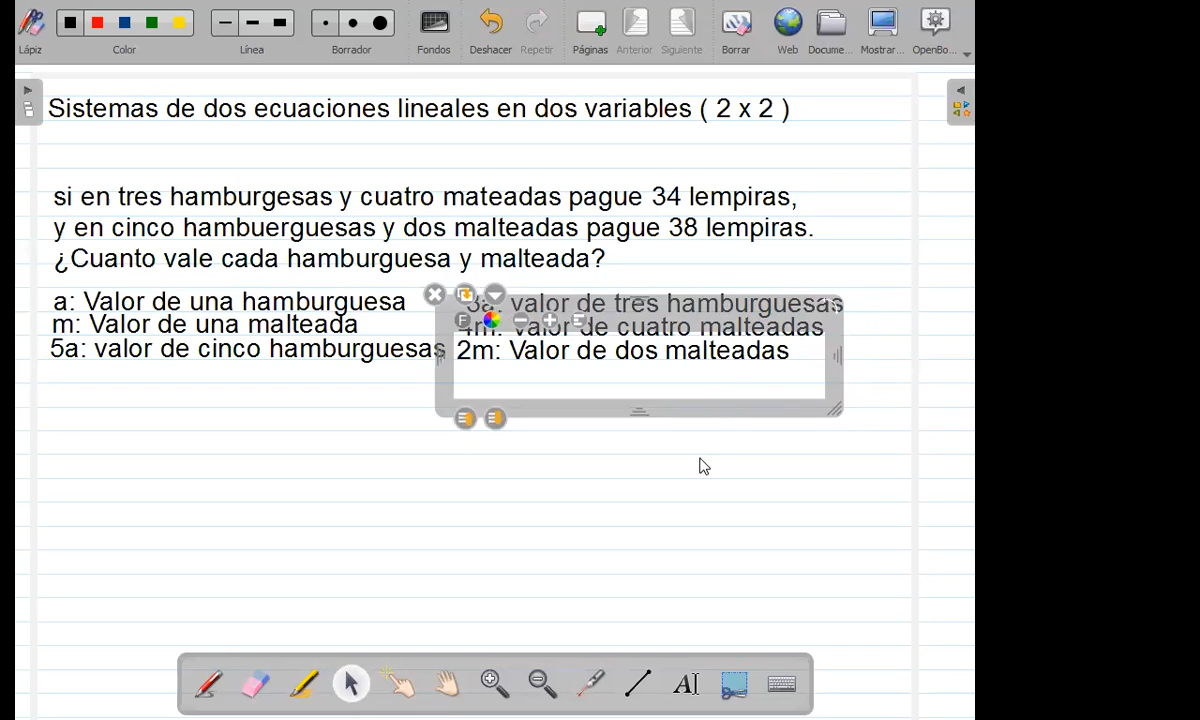 Lápiz Color Línea Borrador Fondos Deshacer Repetir Páginas Anterior Siguiente Borrar Web Docume... Mostrar... OpenBo...
Sistemas de dos ecuaciones lineales en dos variables ( 2 x 2 )
si en tres hamburgesas y cuatro mateadas pague 34 lempiras,
y en cinco hambuerguesas y dos malteadas pague 38 lempiras.
¿Cuanto vale cada hamburguesa y malteada?
a: Valor de una hamburguesa
3a: valor de tres hamburguesas
m: Valor de una malteada
4m: Valor de cuatro malteadas
5a: valor de cinco hamburguesas
2m: Valor de dos malteadas